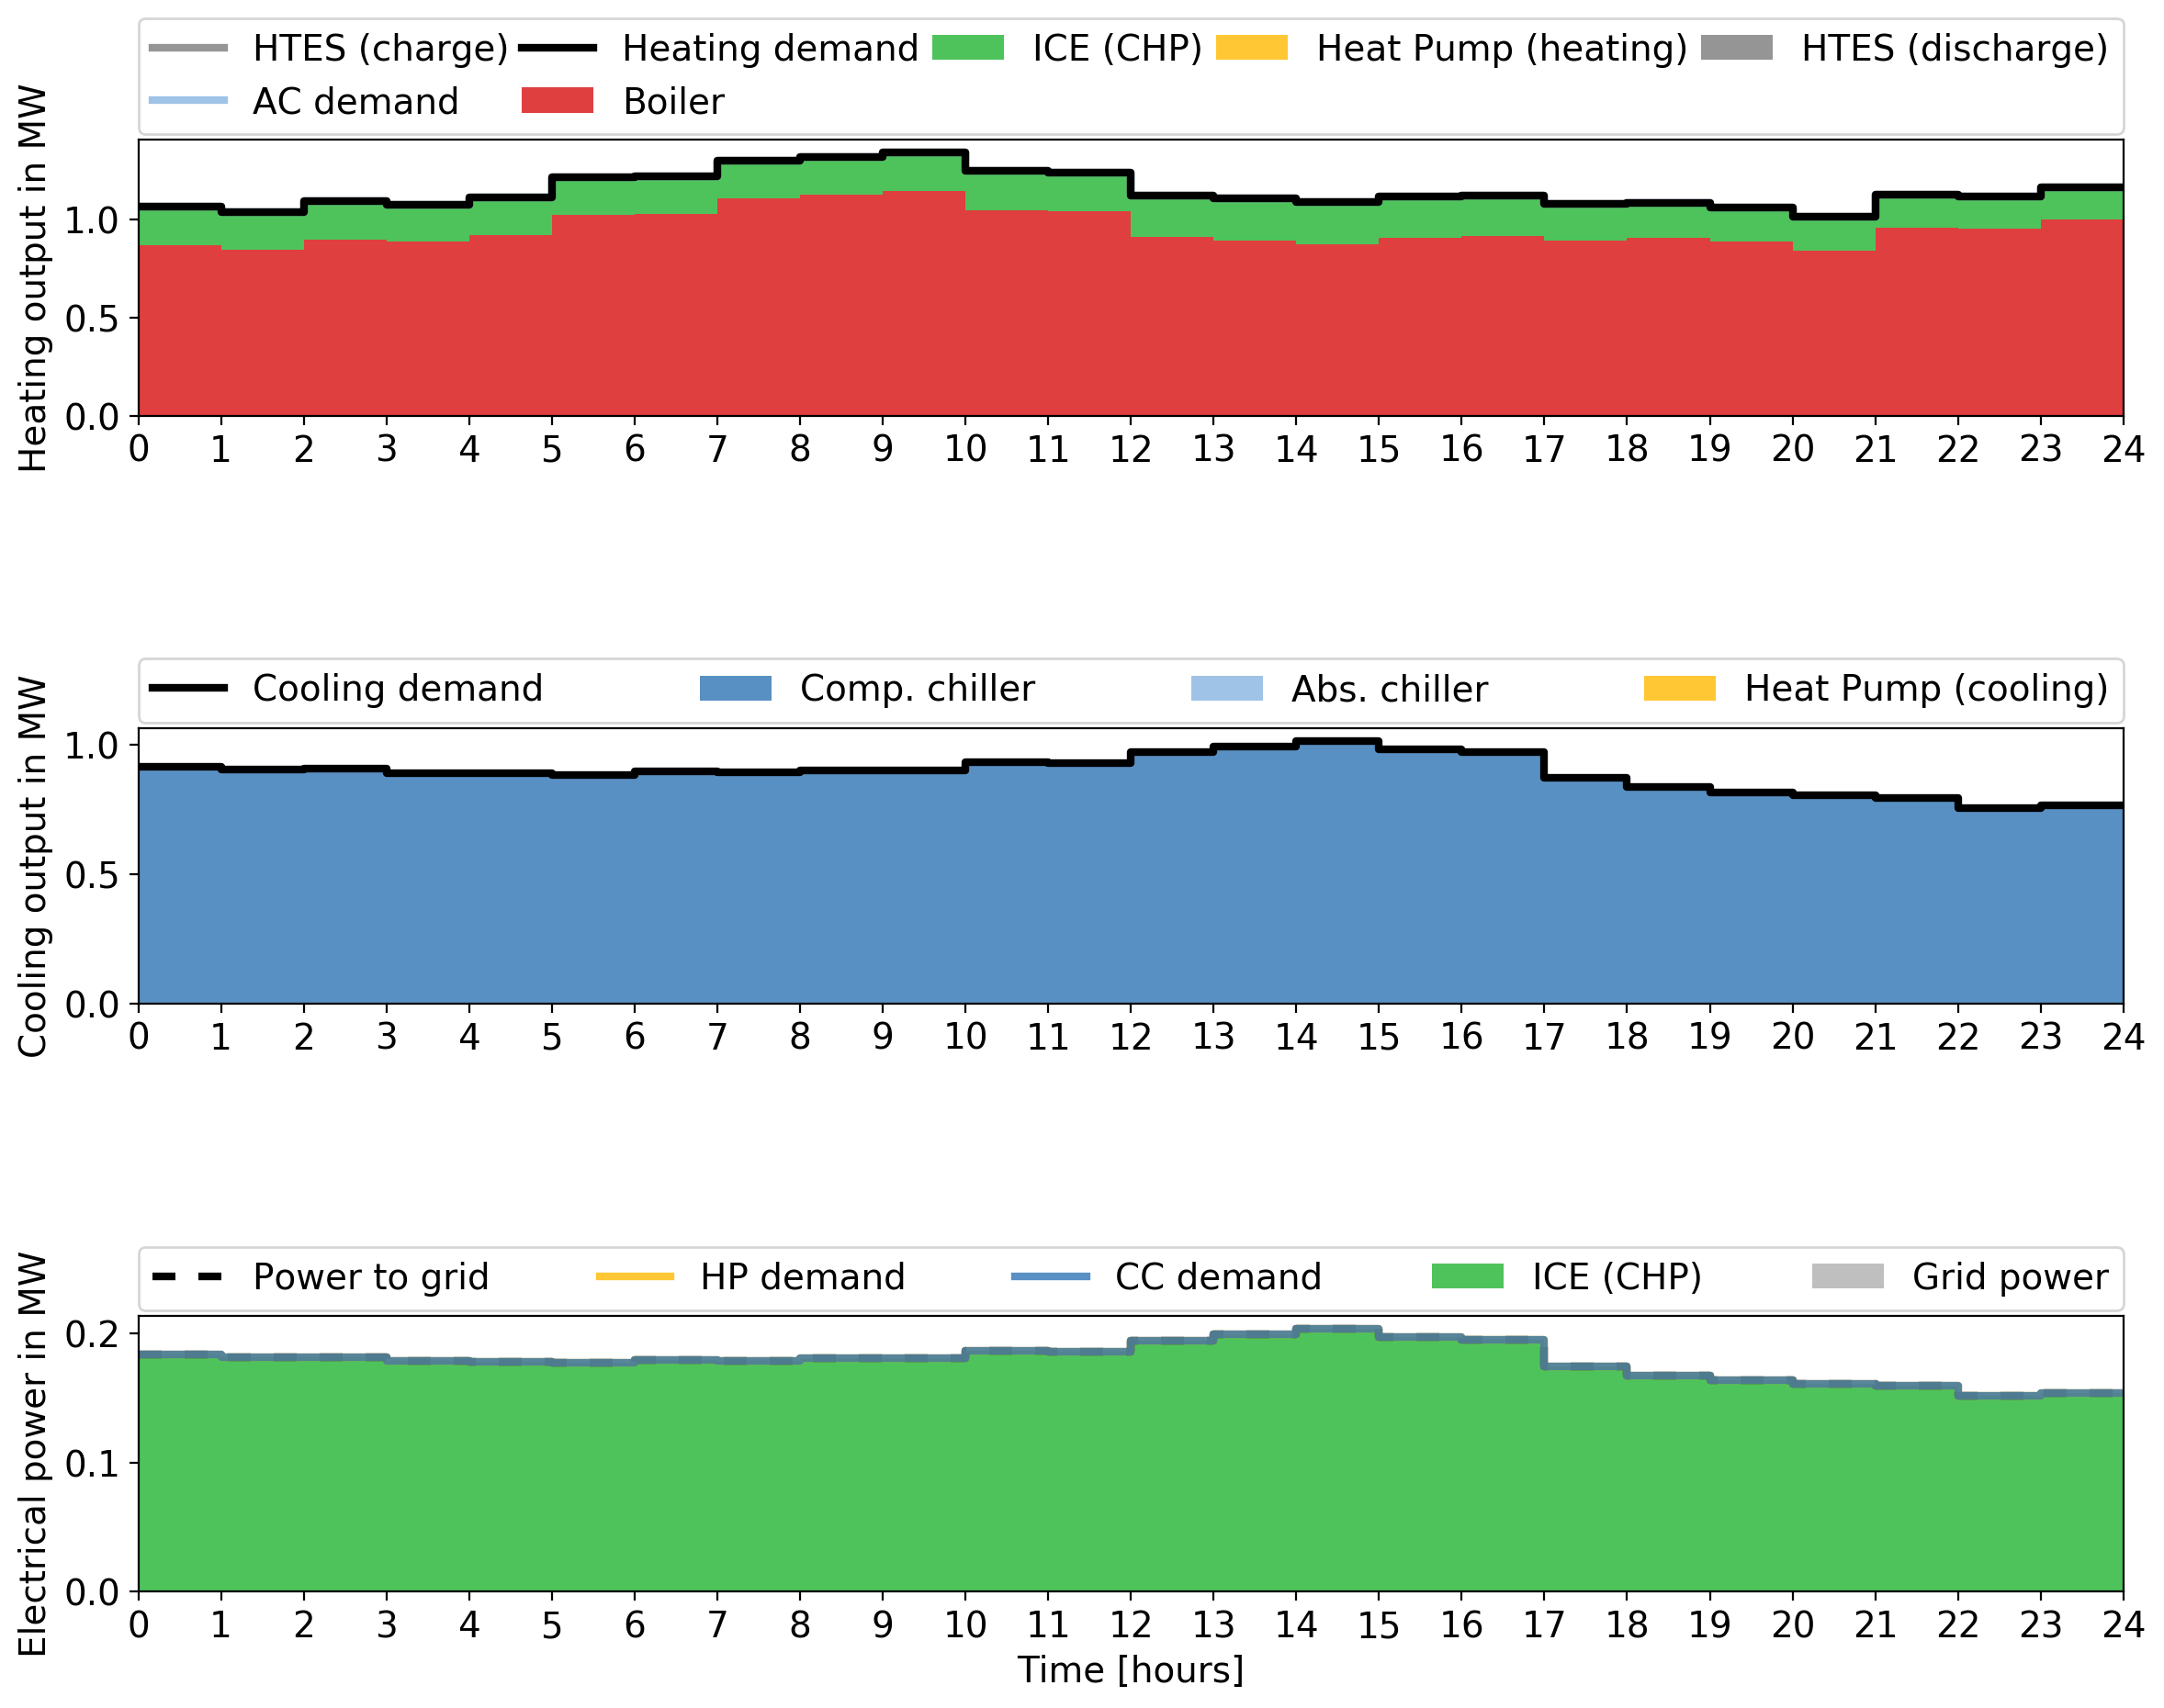 HTES (charge) Heating demand ICE (CHP) Heat Pump (heating) HTES (discharge)
AC demand Boiler
Heating output in MW
1.0
0.5
0.0
0 1 2 3 4 5 6 7 8 9 10 11 12 13 14 15 16 17 18 19 20 21 22 23 24
Cooling demand Comp. chiller Abs. chiller Heat Pump (cooling)
Cooling output in MW
1.0
0.5
0.0
0 1 2 3 4 5 6 7 8 9 10 11 12 13 14 15 16 17 18 19 20 21 22 23 24
Power to grid HP demand CC demand ICE (CHP) Grid power
Electrical power in MW
0.2
0.1
0.0
0 1 2 3 4 5 6 7 8 9 10 11 12 13 14 15 16 17 18 19 20 21 22 23 24
Time [hours]